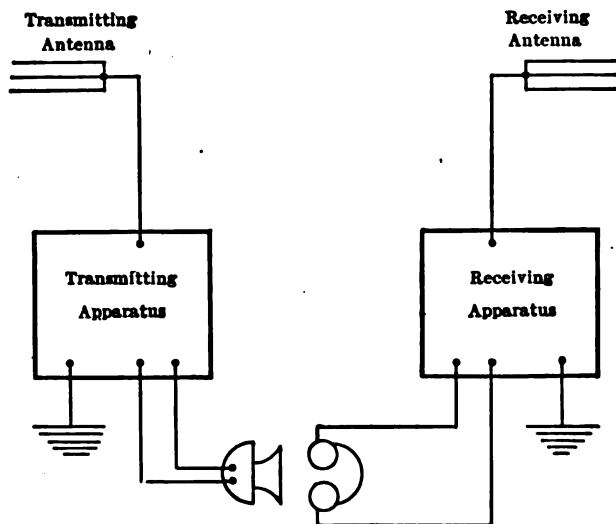 Transmitting
Antenna
Receiving
Antenna
Transmitting
Apparatus
Receiving
Apparatus